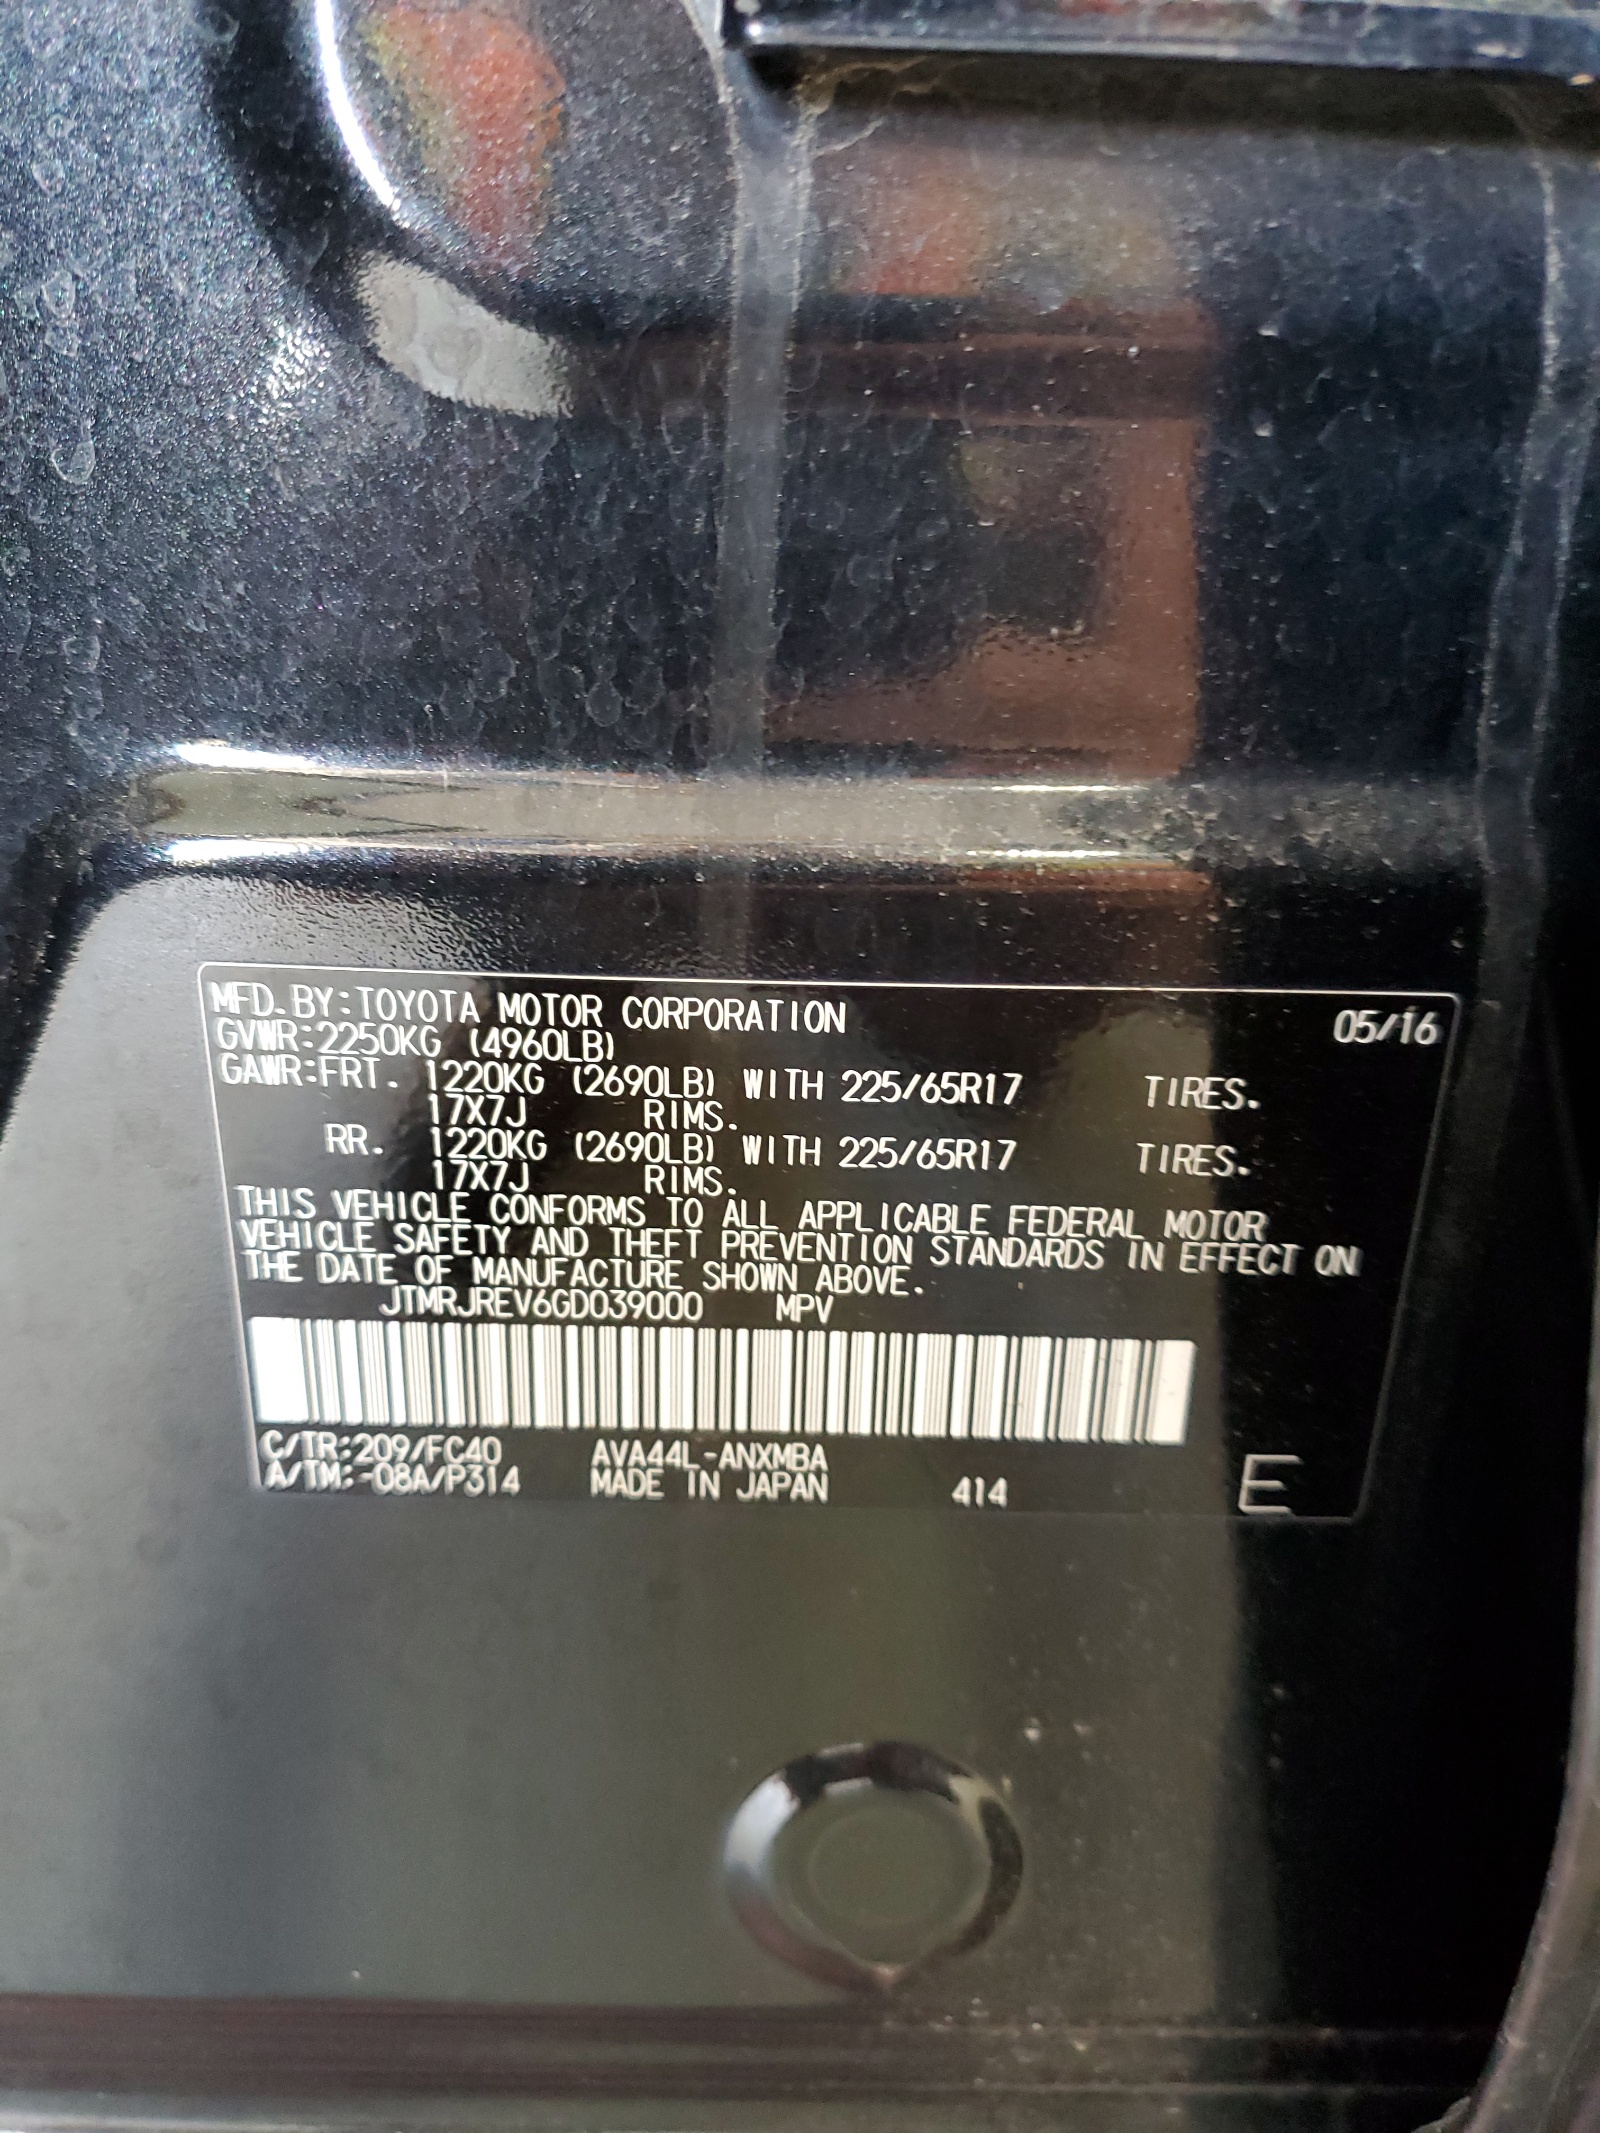 MFD.BY:TOYOTA MOTOR CORPORATION 05/16
GVWR:2250KG (4960LB)
GAWR:FRT. 1220KG (2690LB) WITH 225/65R17 TIRES.
17X7J RIMS.
RR. 1220KG (2690LB) WITH 225/65R17 TIRES.
17X7J RIMS.
THIS VEHICLE CONFORMS TO ALL APPLICABLE FEDERAL MOTOR
VEHICLE SAFETY AND THEFT PREVENTION STANDARDS IN EFFECT ON
THE DATE OF MANUFACTURE SHOWN ABOVE.
JTMRJREV6GD039000 MPV
C/TR:209/FC40 AVA44L-ANXMBA
A/TM:-08A/P314 MADE IN JAPAN 414 E